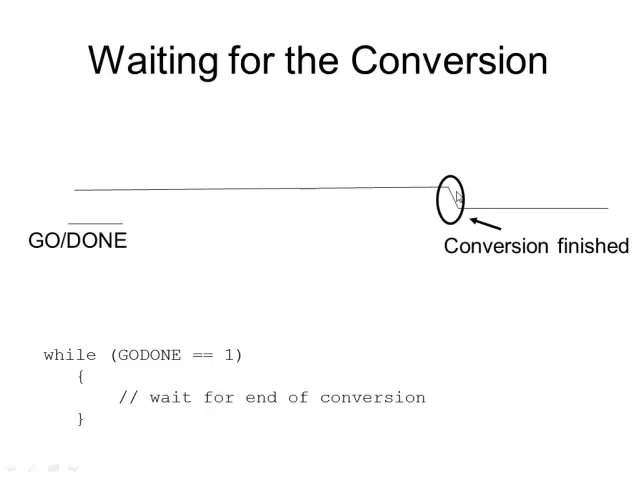 Waiting for the Conversion
GO/DONE
Conversion finished
while (GODONE == 1)
{
// wait for end of conversion
}